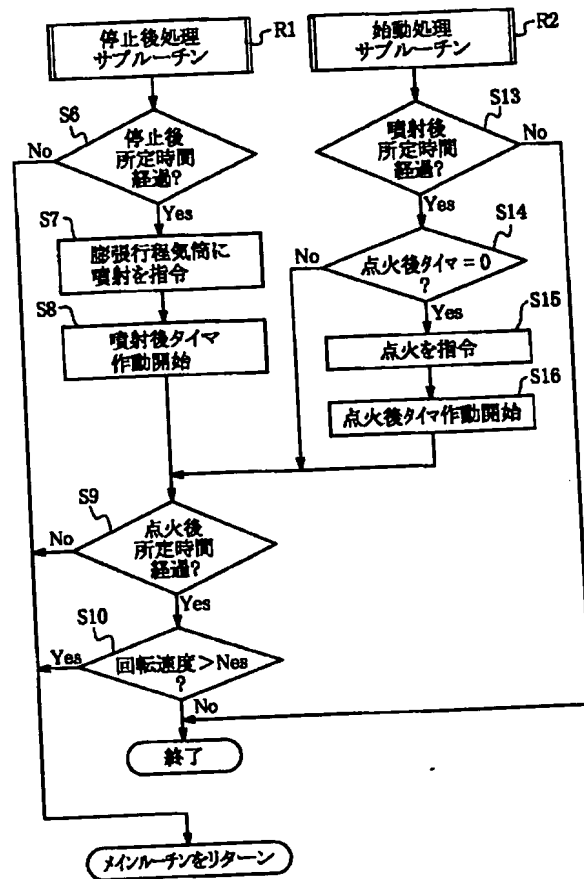 停止後処理
サブルーチン
R1
S6
停止後
所定時間
経過?
No
Yes
S7
膨張行程気筒に
噴射を指令
S8
噴射後タイマ
作動開始
始動処理
サブルーチン
R2
S13
噴射後
所定時間
経過?
No
Yes
S14
点火後タイマ=0
?
No
Yes
S15
点火を指令
S16
点火後タイマ作動開始
S9
点火後
所定時間
経過?
No
Yes
S10
回転速度>Nes
?
Yes
No
終了
メインルーチンをリターン